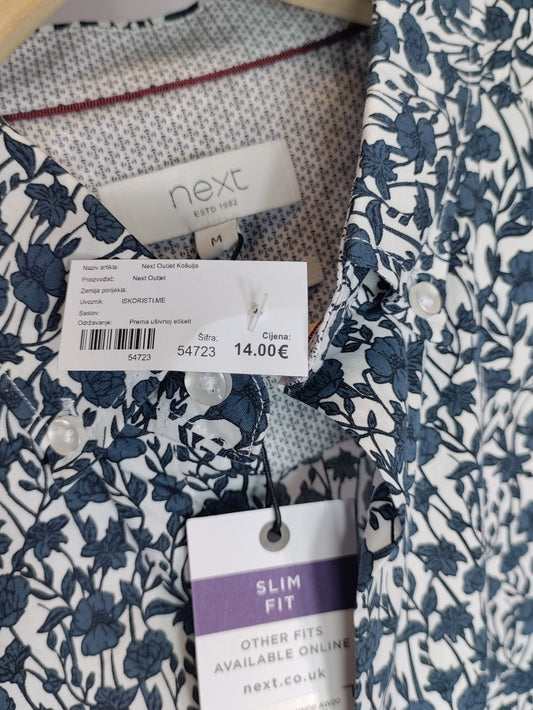 next
ESTD 1982
M
Naziv artikla: Next Outlet Košulja
Proizvođač: Next Outlet
Zemlja porijekla:
Uvoznik: ISKORISTI.ME
Sastav:
Održavanje: Prema ušivnoj etiketi
Šifra: Cijena:
54723 54723 14.00€
SLIM
FIT
OTHER FITS
AVAILABLE ONLINE
next.co.uk